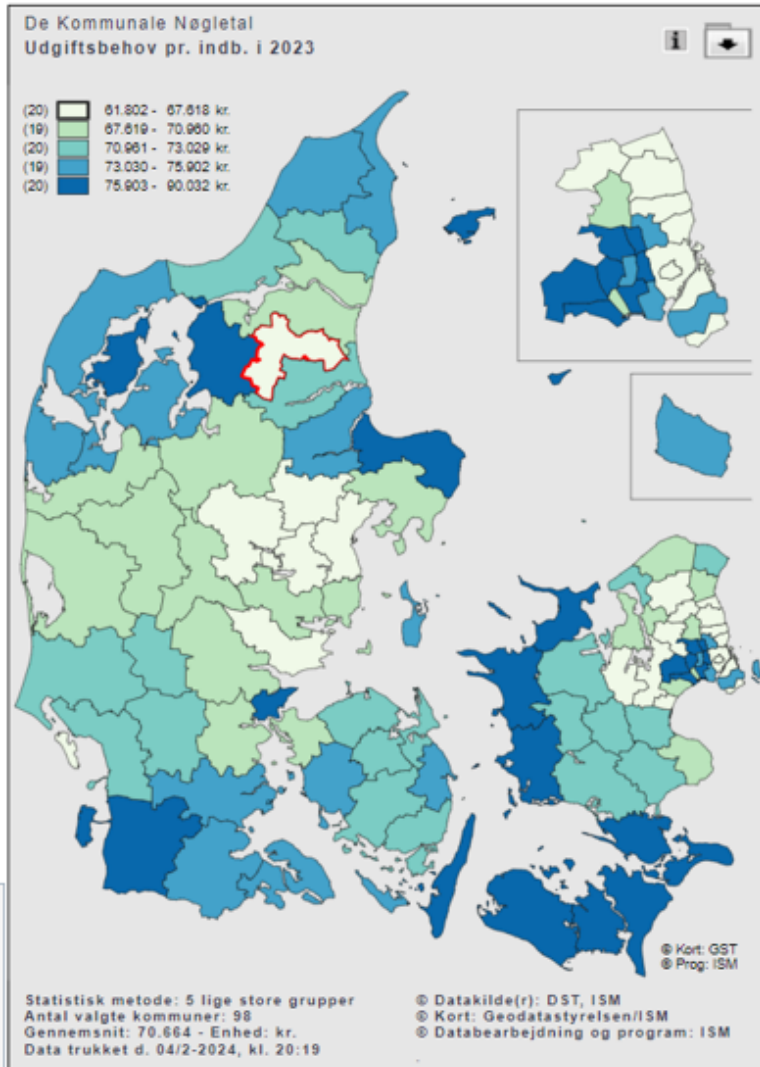 De Kommunale Nøgletal
Udgiftsbehov pr. indb. i 2023
i
(20) 61.802 - 67.618 kr.
(19) 67.619 - 70.960 kr.
(20) 70.961 - 73.029 kr.
(19) 73.030 - 75.902 kr.
(20) 75.903 - 90.032 kr.
© Kort: GST
© Prog: ISM
Statistisk metode: 5 lige store grupper
Antal valgte kommuner: 98
Gennemsnit: 70.664 - Enhed: kr.
Data trukket d. 04/2-2024, kl. 20:19
© Datakilde(r): DST, ISM
© Kort: Geodatastyrelsen/ISM
© Databearbejdning og program: ISM